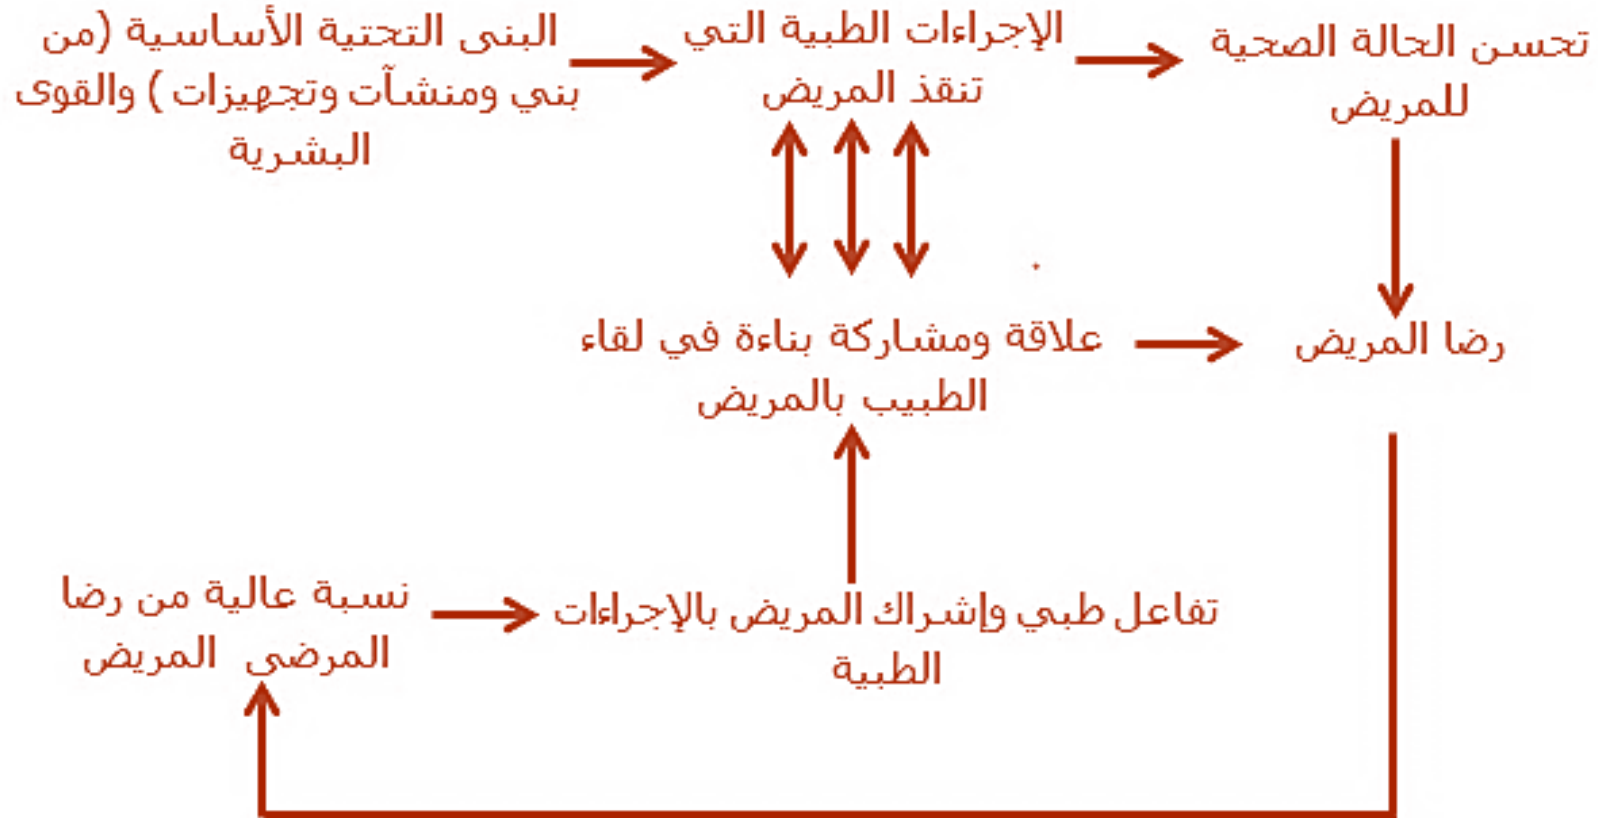 البنى التحتية الأساسية (من
بني ومنشآت وتجهيزات ) والقوى
البشرية
الإجراءات الطبية التي
تنقذ المريض
تحسن الحالة الصحية
للمريض
علاقة ومشاركة بناءة في لقاء
الطبيب بالمريض
رضا المريض
نسبة عالية من رضا
المرضى المريض
تفاعل طبي وإشراك المريض بالإجراءات
الطبية